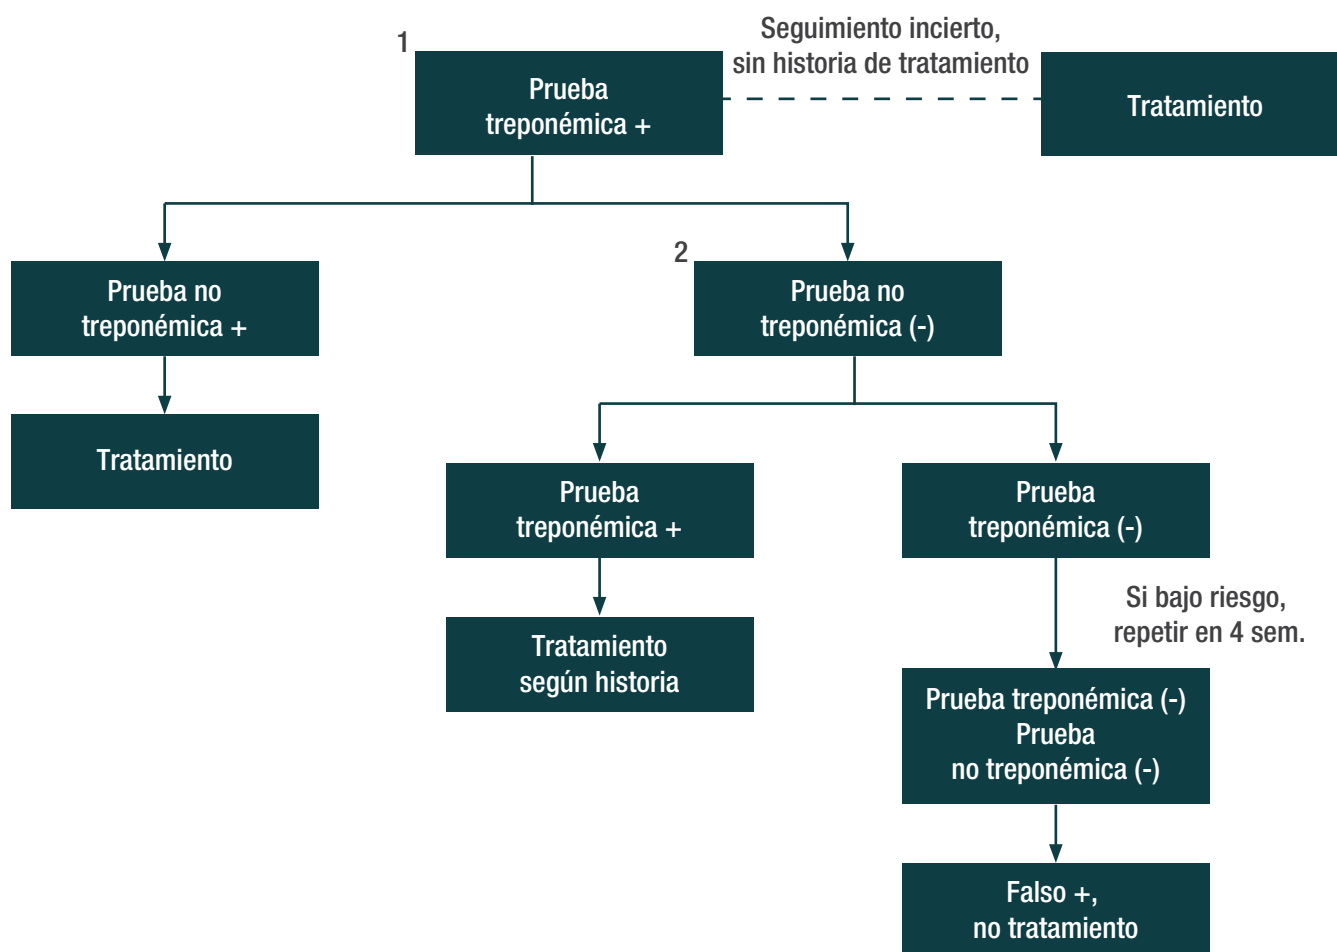 1
Prueba
treponémica +
Seguimiento incierto,
sin historia de tratamiento
Tratamiento
Prueba no
treponémica +
2
Prueba no
treponémica (-)
Tratamiento
Prueba
treponémica +
Prueba
treponémica (-)
Tratamiento
según historia
Si bajo riesgo,
repetir en 4 sem.
Prueba treponémica (-)
Prueba
no treponémica (-)
Falso +,
no tratamiento